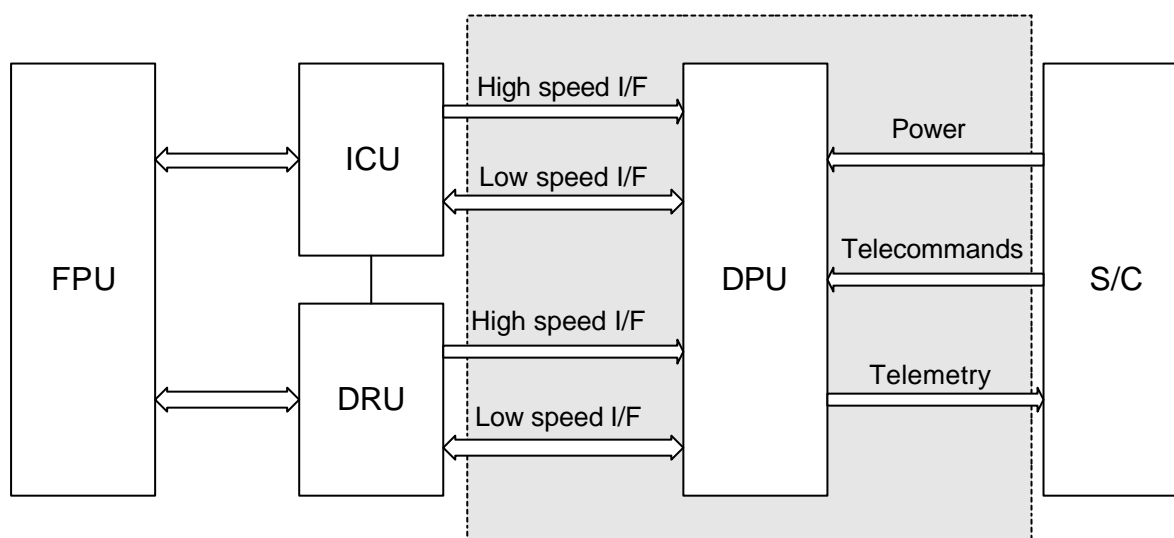 High speed I/F
Power
ICU
Low speed I/F
Telecommands
FPU
DPU
S/C
High speed I/F
Telemetry
DRU
Low speed I/F